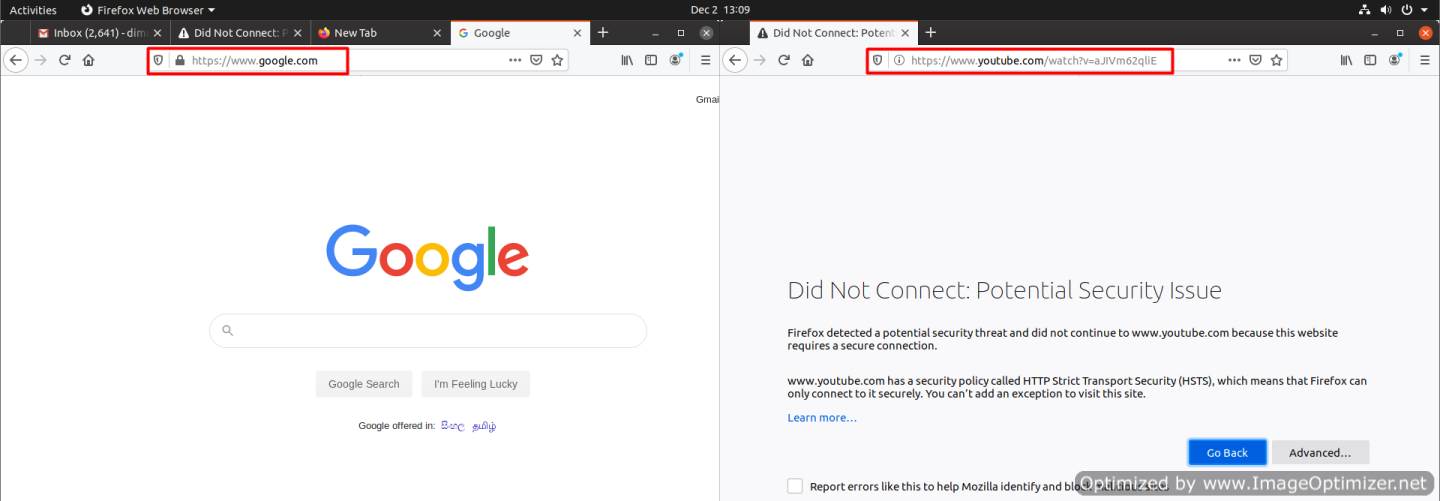 Activities Firefox Web Browser Dec 2 13:09
Inbox (2,641) - dim Did Not Connect: P New Tab Google
Did Not Connect: Potent
https://www.google.com
https://www.youtube.com/watch?v=aJIVm62qliE
Gmai
Google
Google Search I'm Feeling Lucky
Google offered in: සිංහල தமிழ்
Did Not Connect: Potential Security Issue
Firefox detected a potential security threat and did not continue to www.youtube.com because this website
requires a secure connection.
www.youtube.com has a security policy called HTTP Strict Transport Security (HSTS), which means that Firefox can
only connect to it securely. You can't add an exception to visit this site.
Learn more…
Go Back Advanced…
Report errors like this to help Mozilla identify and
Optimized by www.ImageOptimizer.net